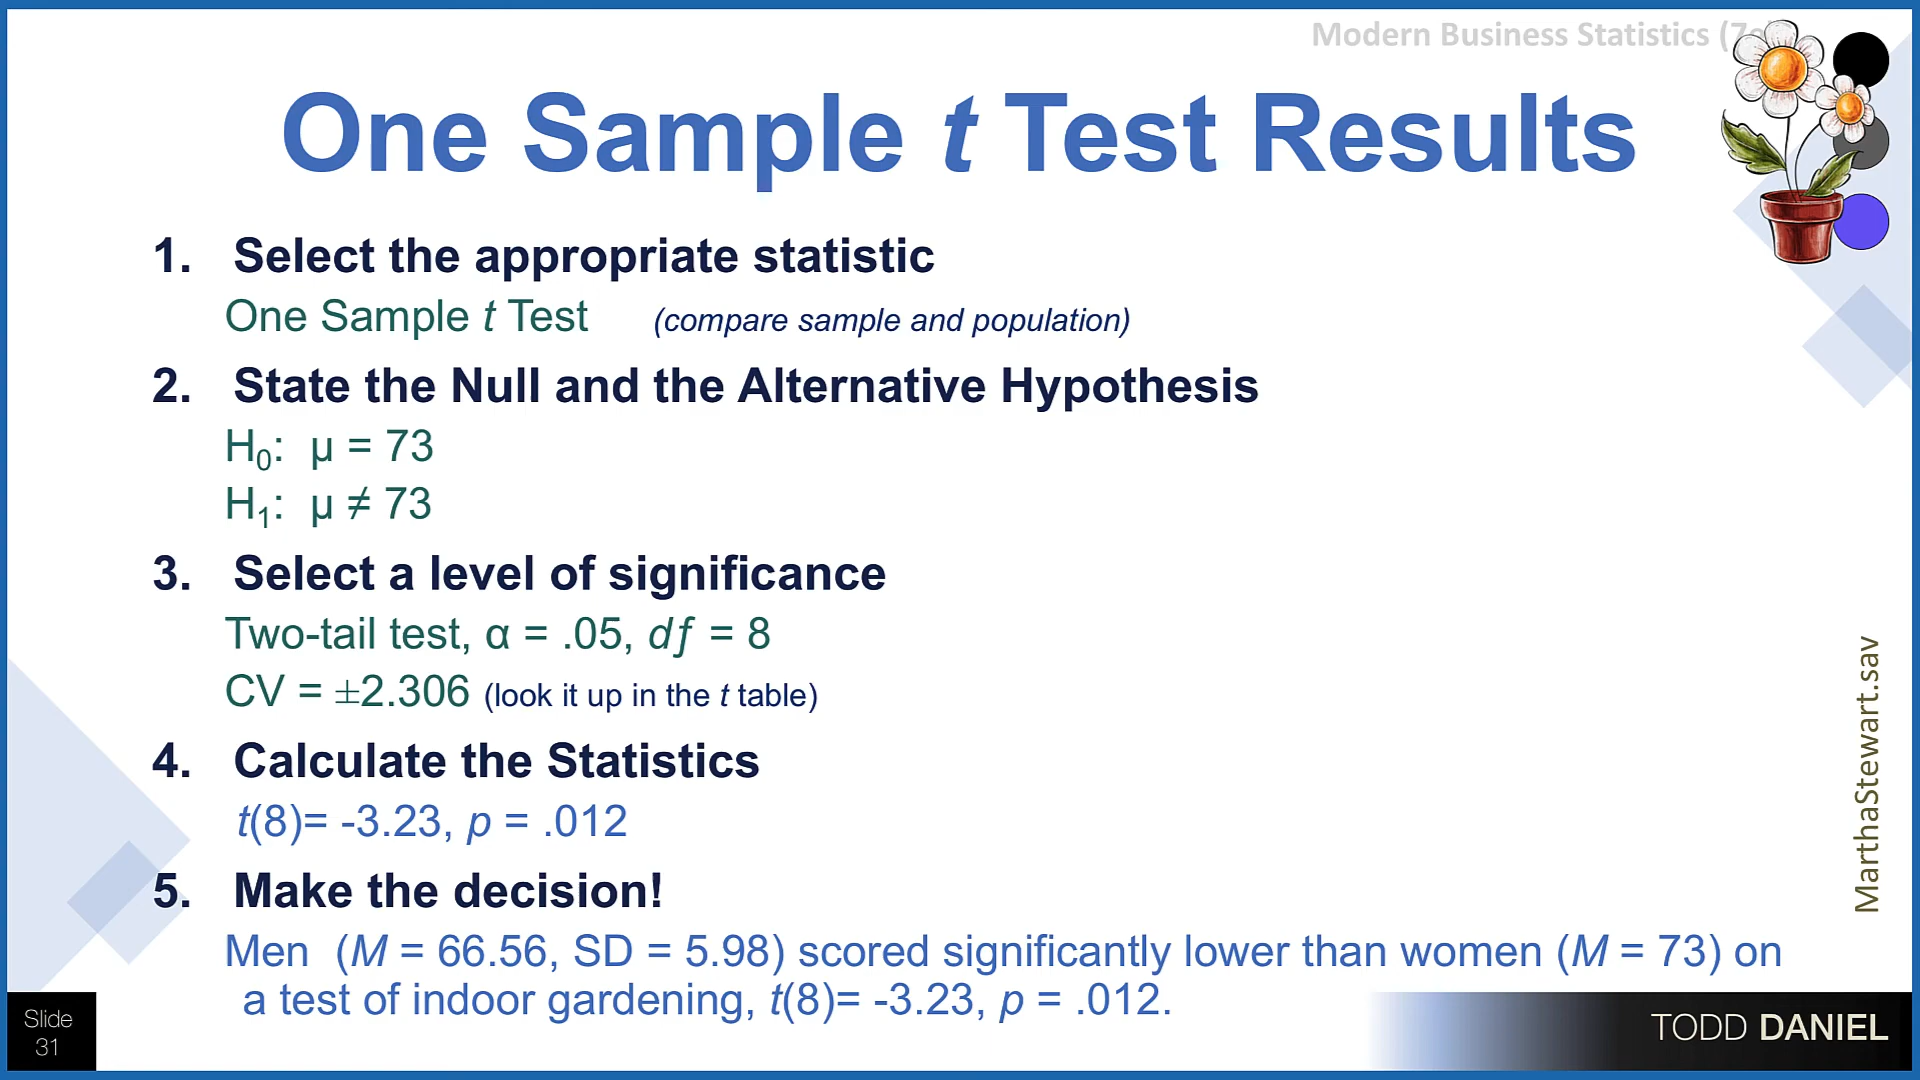 Modern Business Statistics (7e
One Sample t Test Results
1. Select the appropriate statistic
One Sample t Test (compare sample and population)
2. State the Null and the Alternative Hypothesis
H₀: µ = 73
H₁: µ ≠ 73
3. Select a level of significance
Two-tail test, α = .05, df = 8
CV = ±2.306 (look it up in the t table)
4. Calculate the Statistics
t(8)= -3.23, p = .012
5. Make the decision!
Men (M = 66.56, SD = 5.98) scored significantly lower than women (M = 73) on
a test of indoor gardening, t(8)= -3.23, p = .012.
MarthaStewart.sav
Slide
31
TODD DANIEL